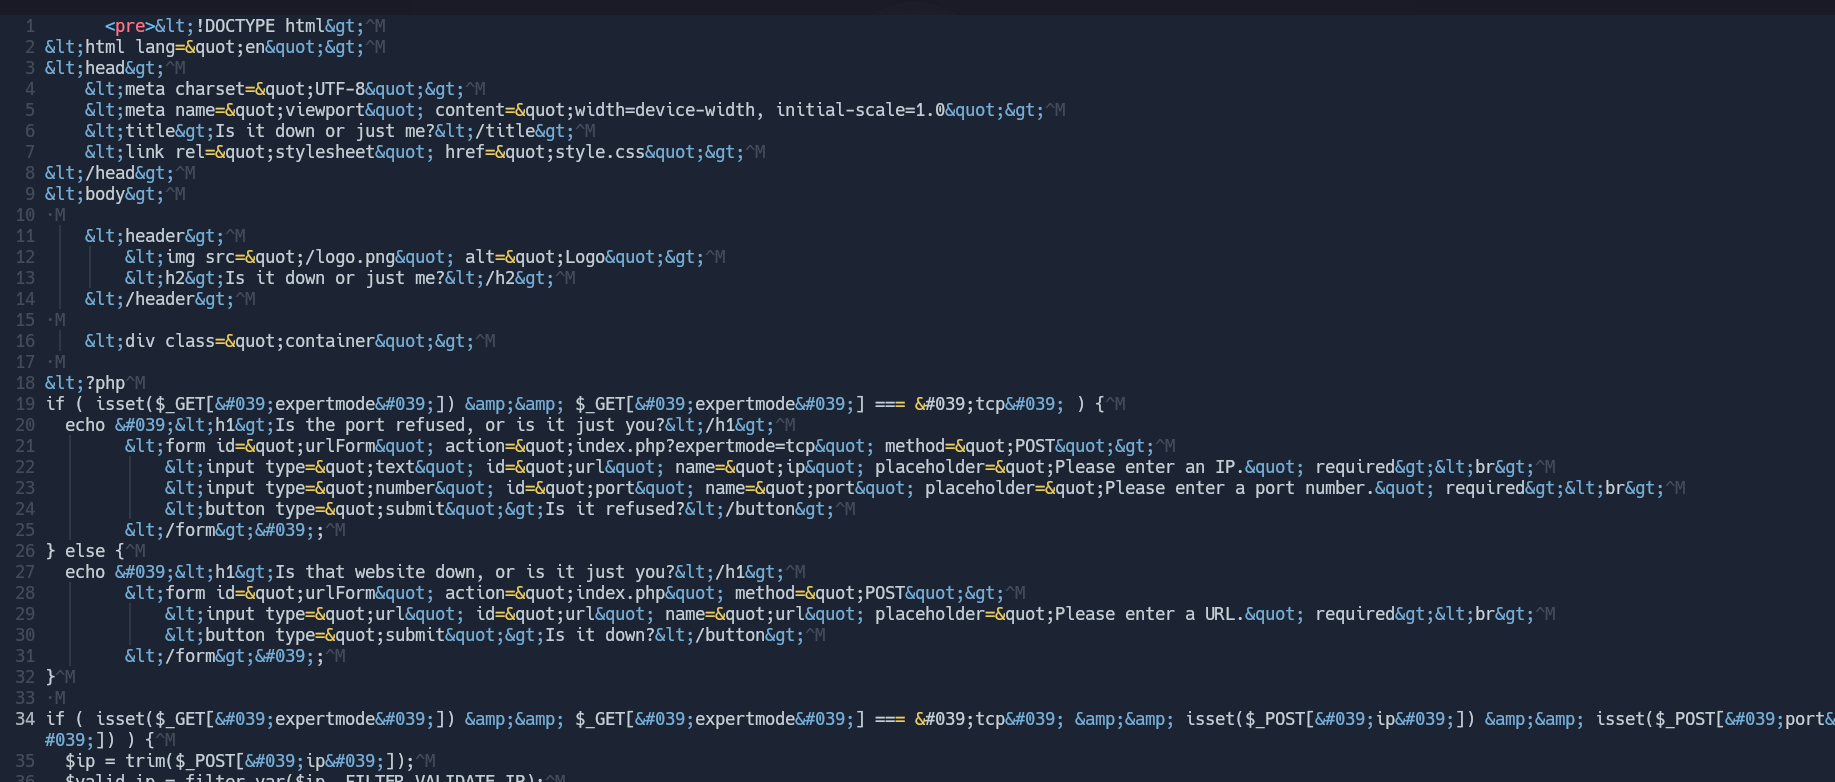 1 <pre>&lt;!DOCTYPE html&gt;^M
2 &lt;html lang=&quot;en&quot;&gt;^M
3 &lt;head&gt;^M
4 &lt;meta charset=&quot;UTF-8&quot;&gt;^M
5 &lt;meta name=&quot;viewport&quot; content=&quot;width=device-width, initial-scale=1.0&quot;&gt;^M
6 &lt;title&gt;Is it down or just me?&lt;/title&gt;^M
7 &lt;link rel=&quot;stylesheet&quot; href=&quot;style.css&quot;&gt;^M
8 &lt;/head&gt;^M
9 &lt;body&gt;^M
10 ·M
11 &lt;header&gt;^M
12 &lt;img src=&quot;/logo.png&quot; alt=&quot;Logo&quot;&gt;^M
13 &lt;h2&gt;Is it down or just me?&lt;/h2&gt;^M
14 &lt;/header&gt;^M
15 ·M
16 &lt;div class=&quot;container&quot;&gt;^M
17 ·M
18 &lt;?php^M
19 if ( isset($_GET[&#039;expertmode&#039;]) &amp;&amp; $_GET[&#039;expertmode&#039;] === &#039;tcp&#039; ) {^M
20 echo &#039;&lt;h1&gt;Is the port refused, or is it just you?&lt;/h1&gt;^M
21 &lt;form id=&quot;urlForm&quot; action=&quot;index.php?expertmode=tcp&quot; method=&quot;POST&quot;&gt;^M
22 &lt;input type=&quot;text&quot; id=&quot;url&quot; name=&quot;ip&quot; placeholder=&quot;Please enter an IP.&quot; required&gt;&lt;br&gt;^M
23 &lt;input type=&quot;number&quot; id=&quot;port&quot; name=&quot;port&quot; placeholder=&quot;Please enter a port number.&quot; required&gt;&lt;br&gt;^M
24 &lt;button type=&quot;submit&quot;&gt;Is it refused?&lt;/button&gt;^M
25 &lt;/form&gt;&#039;;^M
26 } else {^M
27 echo &#039;&lt;h1&gt;Is that website down, or is it just you?&lt;/h1&gt;^M
28 &lt;form id=&quot;urlForm&quot; action=&quot;index.php&quot; method=&quot;POST&quot;&gt;^M
29 &lt;input type=&quot;url&quot; id=&quot;url&quot; name=&quot;url&quot; placeholder=&quot;Please enter a URL.&quot; required&gt;&lt;br&gt;^M
30 &lt;button type=&quot;submit&quot;&gt;Is it down?&lt;/button&gt;^M
31 &lt;/form&gt;&#039;;^M
32 }^M
33 ·M
34 if ( isset($_GET[&#039;expertmode&#039;]) &amp;&amp; $_GET[&#039;expertmode&#039;] === &#039;tcp&#039; &amp;&amp; isset($_POST[&#039;ip&#039;]) &amp;&amp; isset($_POST[&#039;port&
#039;]) ) {^M
35 $ip = trim($_POST[&#039;ip&#039;]);^M
36 $valid_ip = filter_var($ip, FILTER_VALIDATE_IP);^M